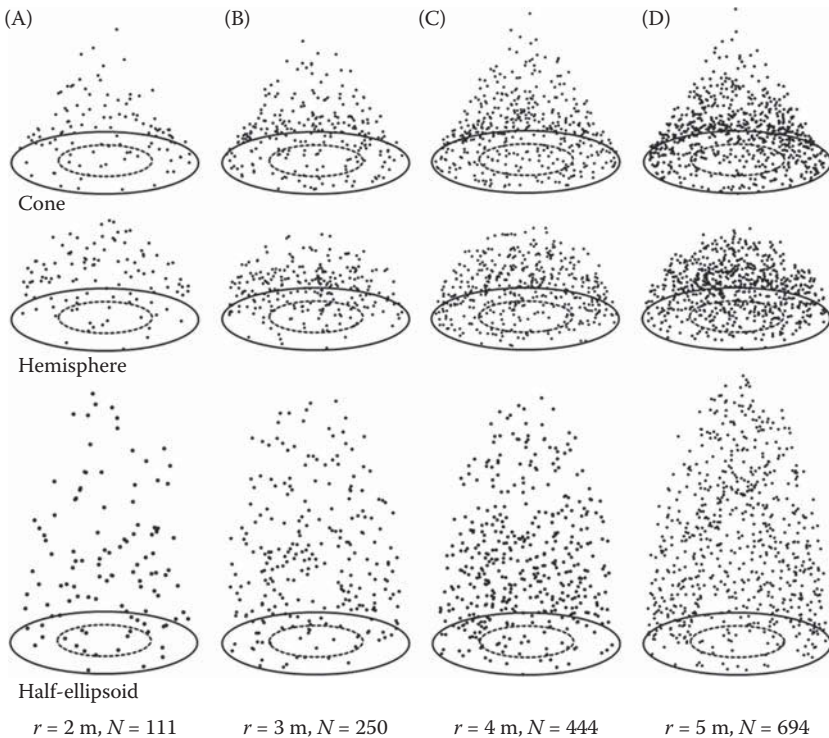 (A) (B) (C) (D)
Cone
Hemisphere
Half-ellipsoid
r = 2 m, N = 111 r = 3 m, N = 250 r = 4 m, N = 444 r = 5 m, N = 694